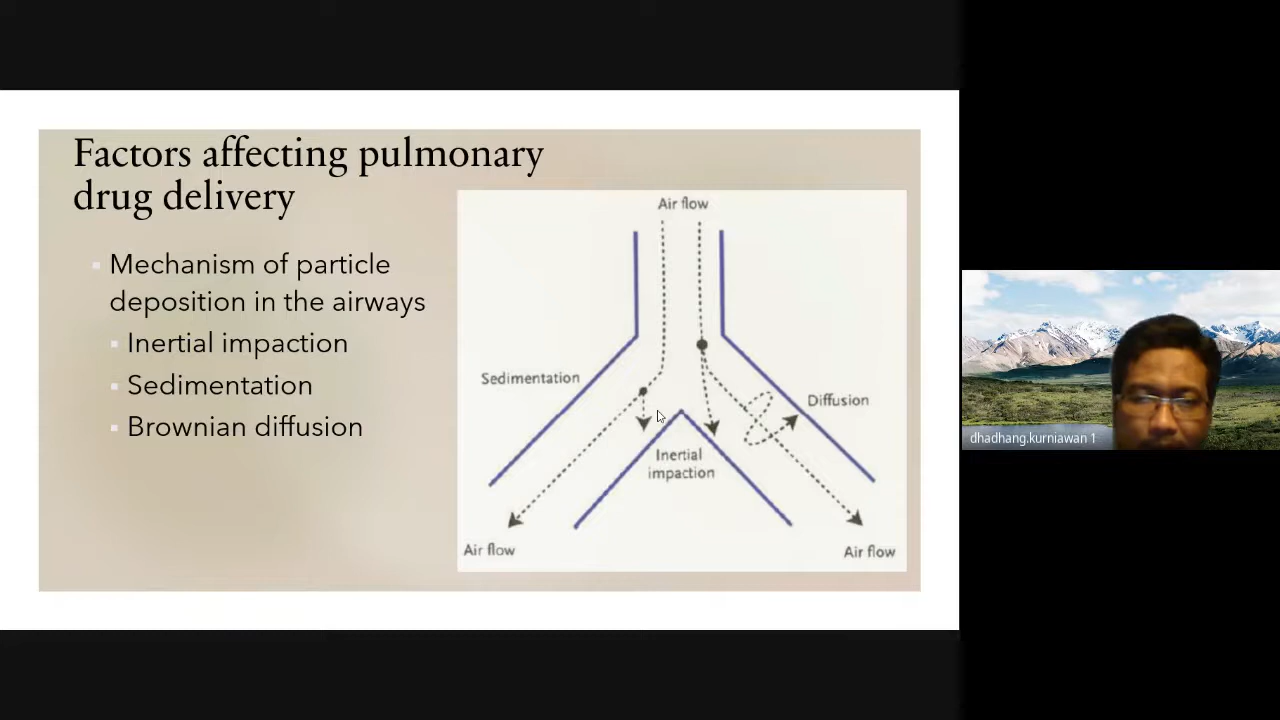 Factors affecting pulmonary
drug delivery
Mechanism of particle
deposition in the airways
Inertial impaction
Sedimentation
Brownian diffusion
Air flow
Sedimentation
Diffusion
Inertial
impaction
Air flow
Air flow
dhadhang.kurniawan 1